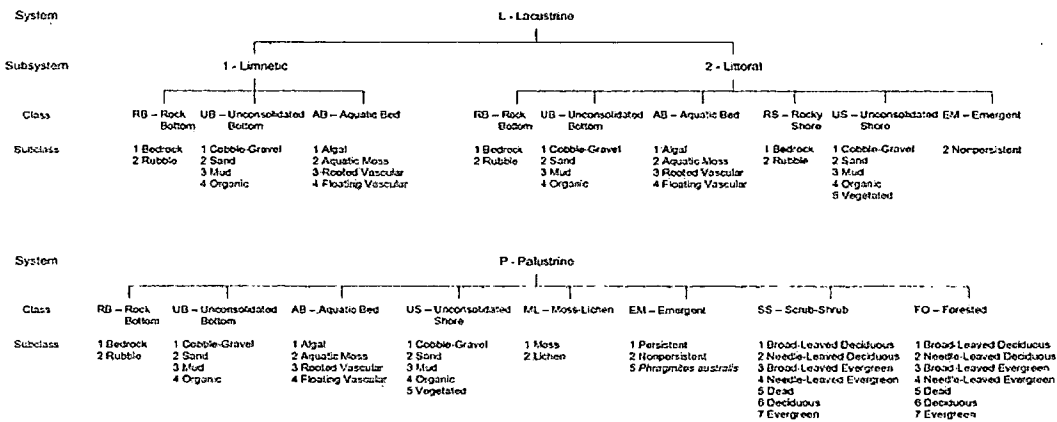 System L - Lacustrine
Subsystem 1 - Limnetic 2 - Littoral
Class RB – Rock Bottom UB – Unconsolidated Bottom AB – Aquatic Bed RB – Rock Bottom UB – Unconsolidated Bottom AB – Aquatic Bed RS – Rocky Shore US – Unconsolidated Shore EM – Emergent
Subclass 1 Bedrock 1 Cobble-Gravel 1 Algal 1 Bedrock 1 Cobble-Gravel 1 Algal 1 Bedrock 1 Cobble-Gravel 2 Nonpersistent
2 Rubble 2 Sand 2 Aquatic Moss 2 Rubble 2 Sand 2 Aquatic Moss 2 Rubble 2 Sand
3 Mud 3 Rooted Vascular 3 Mud 3 Rooted Vascular 3 Mud
4 Organic 4 Floating Vascular 4 Organic 4 Floating Vascular 4 Organic
5 Vegetated
System P - Palustrine
Class RB – Rock Bottom UB – Unconsolidated Bottom AB – Aquatic Bed US – Unconsolidated Shore ML – Moss-Lichen EM – Emergent SS – Scrub-Shrub FO – Forested
Subclass 1 Bedrock 1 Cobble-Gravel 1 Algal 1 Cobble-Gravel 1 Moss 1 Persistent 1 Broad-Leaved Deciduous 1 Broad-Leaved Deciduous
2 Rubble 2 Sand 2 Aquatic Moss 2 Sand 2 Lichen 2 Nonpersistent 2 Needle-Leaved Deciduous 2 Needle-Leaved Deciduous
3 Mud 3 Rooted Vascular 3 Mud 5 Phragmites australis 3 Broad-Leaved Evergreen 3 Broad-Leaved Evergreen
4 Organic 4 Floating Vascular 4 Organic 4 Needle-Leaved Evergreen 4 Needle-Leaved Evergreen
5 Vegetated 5 Dead 5 Dead
6 Deciduous 6 Deciduous
7 Evergreen 7 Evergreen